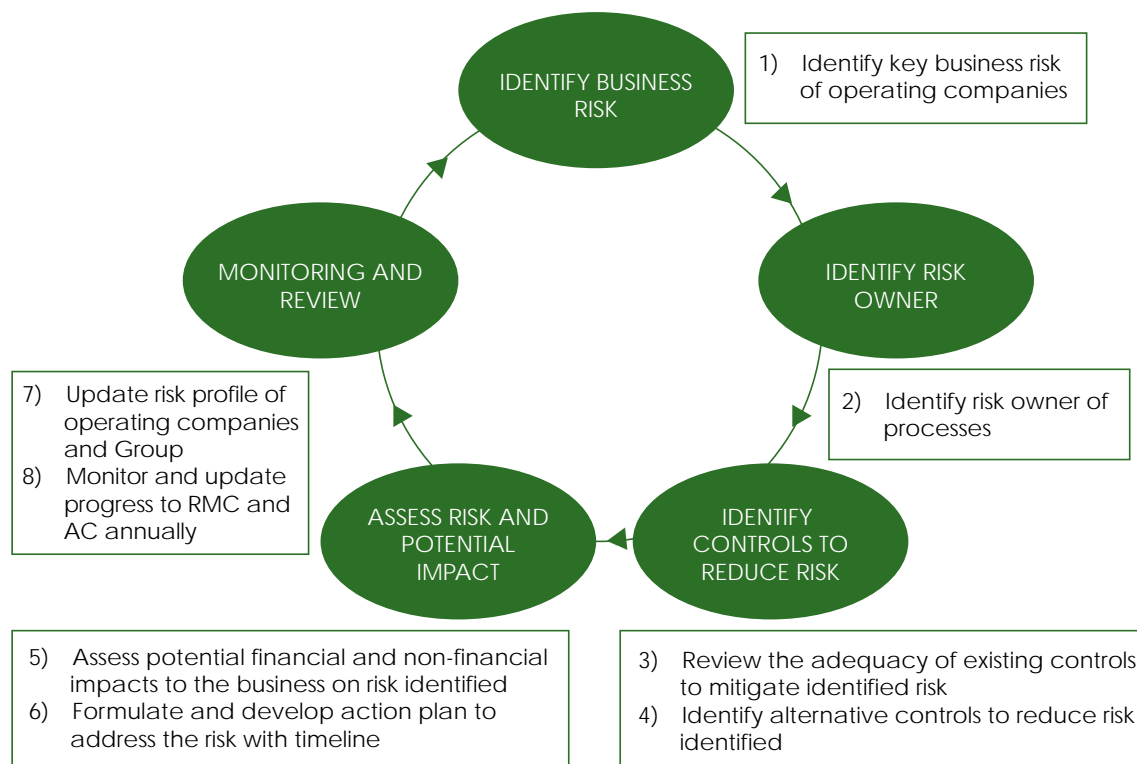 IDENTIFY BUSINESS
RISK
1) Identify key business risk
of operating companies
IDENTIFY RISK
OWNER
2) Identify risk owner of
processes
IDENTIFY
CONTROLS TO
REDUCE RISK
3) Review the adequacy of existing controls
to mitigate identified risk
4) Identify alternative controls to reduce risk
identified
ASSESS RISK AND
POTENTIAL
IMPACT
5) Assess potential financial and non-financial
impacts to the business on risk identified
6) Formulate and develop action plan to
address the risk with timeline
MONITORING AND
REVIEW
7) Update risk profile of
operating companies
and Group
8) Monitor and update
progress to RMC and
AC annually